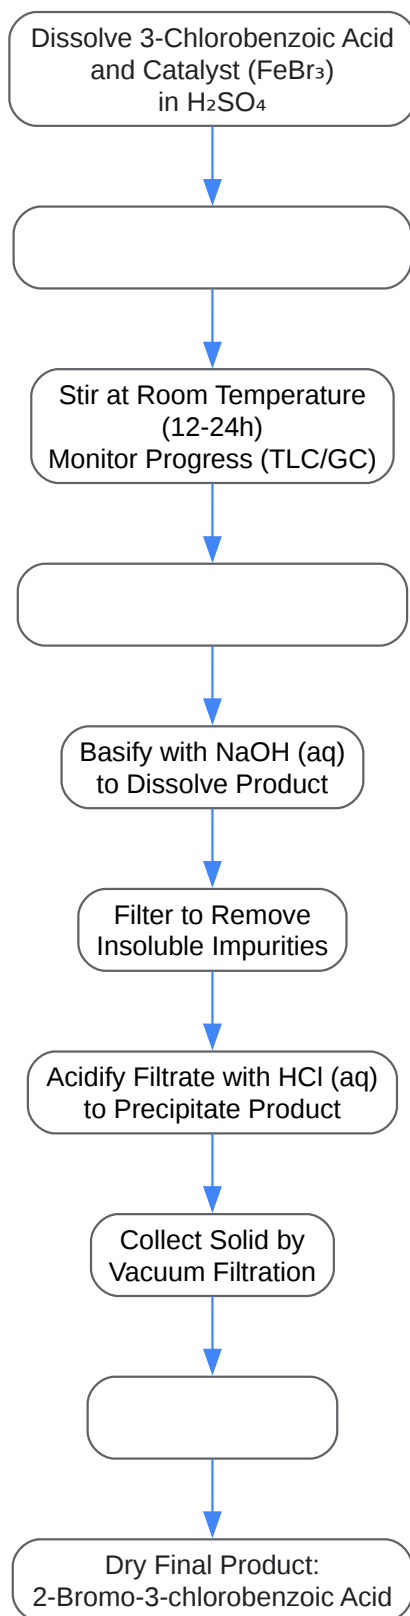 Dissolve 3-Chlorobenzoic Acid
and Catalyst (FeBr₃)
in H₂SO₄
Stir at Room Temperature
(12-24h)
Monitor Progress (TLC/GC)
Basify with NaOH (aq)
to Dissolve Product
Filter to Remove
Insoluble Impurities
Acidify Filtrate with HCl (aq)
to Precipitate Product
Collect Solid by
Vacuum Filtration
Dry Final Product:
2-Bromo-3-chlorobenzoic Acid